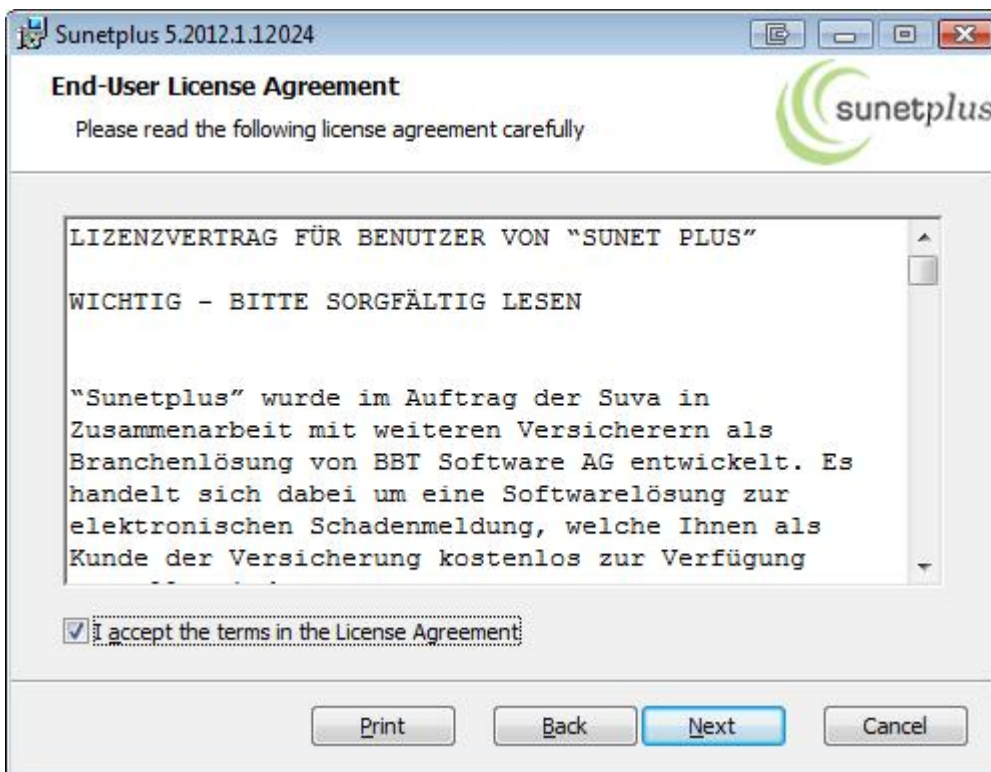 Sunetplus 5.2012.1.12024
End-User License Agreement
Please read the following license agreement carefully
sunetplus
LIZENZVERTRAG FÜR BENUTZER VON “SUNET PLUS”
WICHTIG – BITTE SORGFÄLTIG LESEN
“Sunetplus” wurde im Auftrag der Suva in
Zusammenarbeit mit weiteren Versicherern als
Branchenlösung von BBT Software AG entwickelt. Es
handelt sich dabei um eine Softwarelösung zur
elektronischen Schadenmeldung, welche Ihnen als
Kunde der Versicherung kostenlos zur Verfügung
I accept the terms in the License Agreement
Print
Back
Next
Cancel